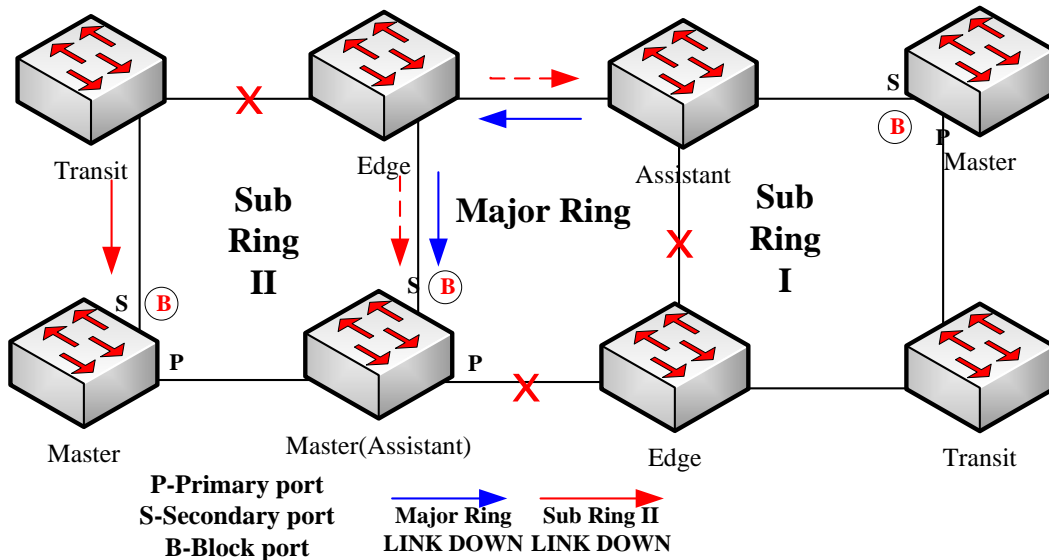 S
B
P
Transit
Edge
Assistant
Master
Sub
Ring
II
Major Ring
Sub
Ring
I
S
B
S
B
P
P
Master
Master(Assistant)
Edge
Transit
P-Primary port
S-Secondary port
B-Block port
Major Ring
LINK DOWN
Sub Ring II
LINK DOWN